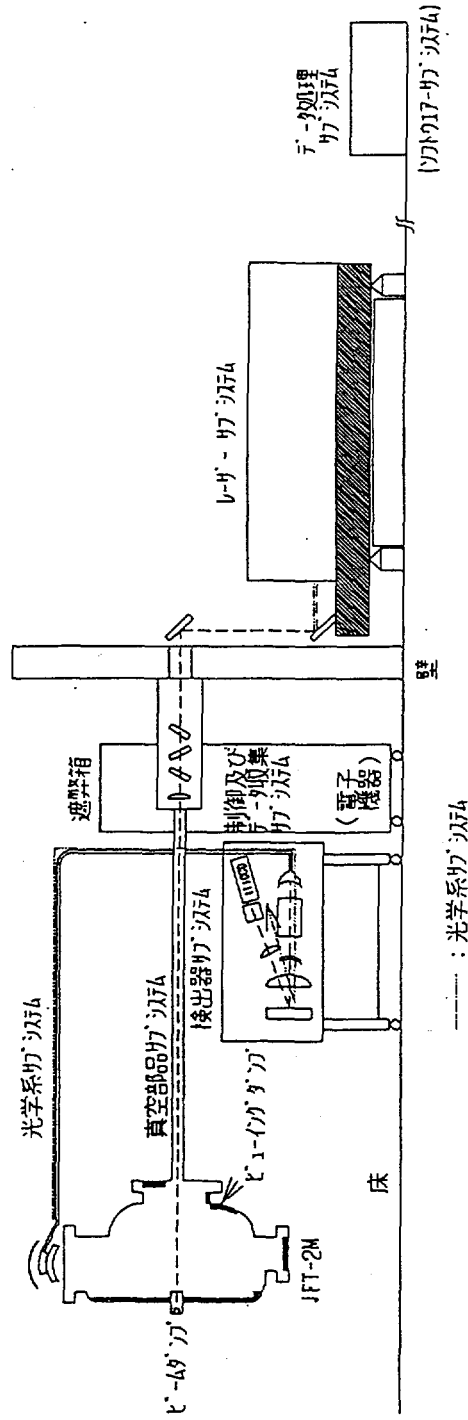 光学系サブシステム
ビームダンプ
真空部品サブシステム
ビューイングダンプ
JFT-2M
検出器サブシステム
遮蔽箱
制御及び
データ収集
サブシステム
(電子
機器)
床
壁
レーザー サブシステム
データ処理
サブシステム
(ソフトウエアーサブシステム)
------ : 光学系サブシステム